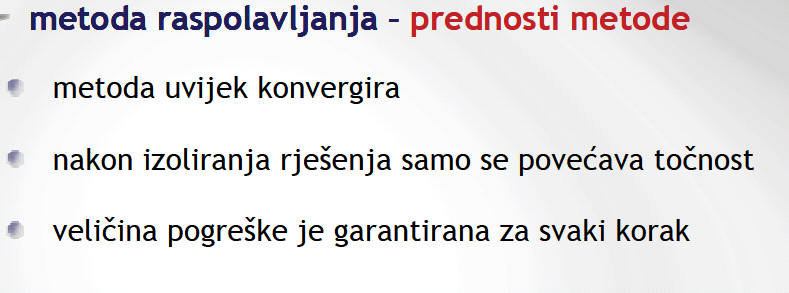 metoda raspolavljanja – prednosti metode
metoda uvijek konvergira
nakon izoliranja rješenja samo se povećava točnost
veličina pogreške je garantirana za svaki korak